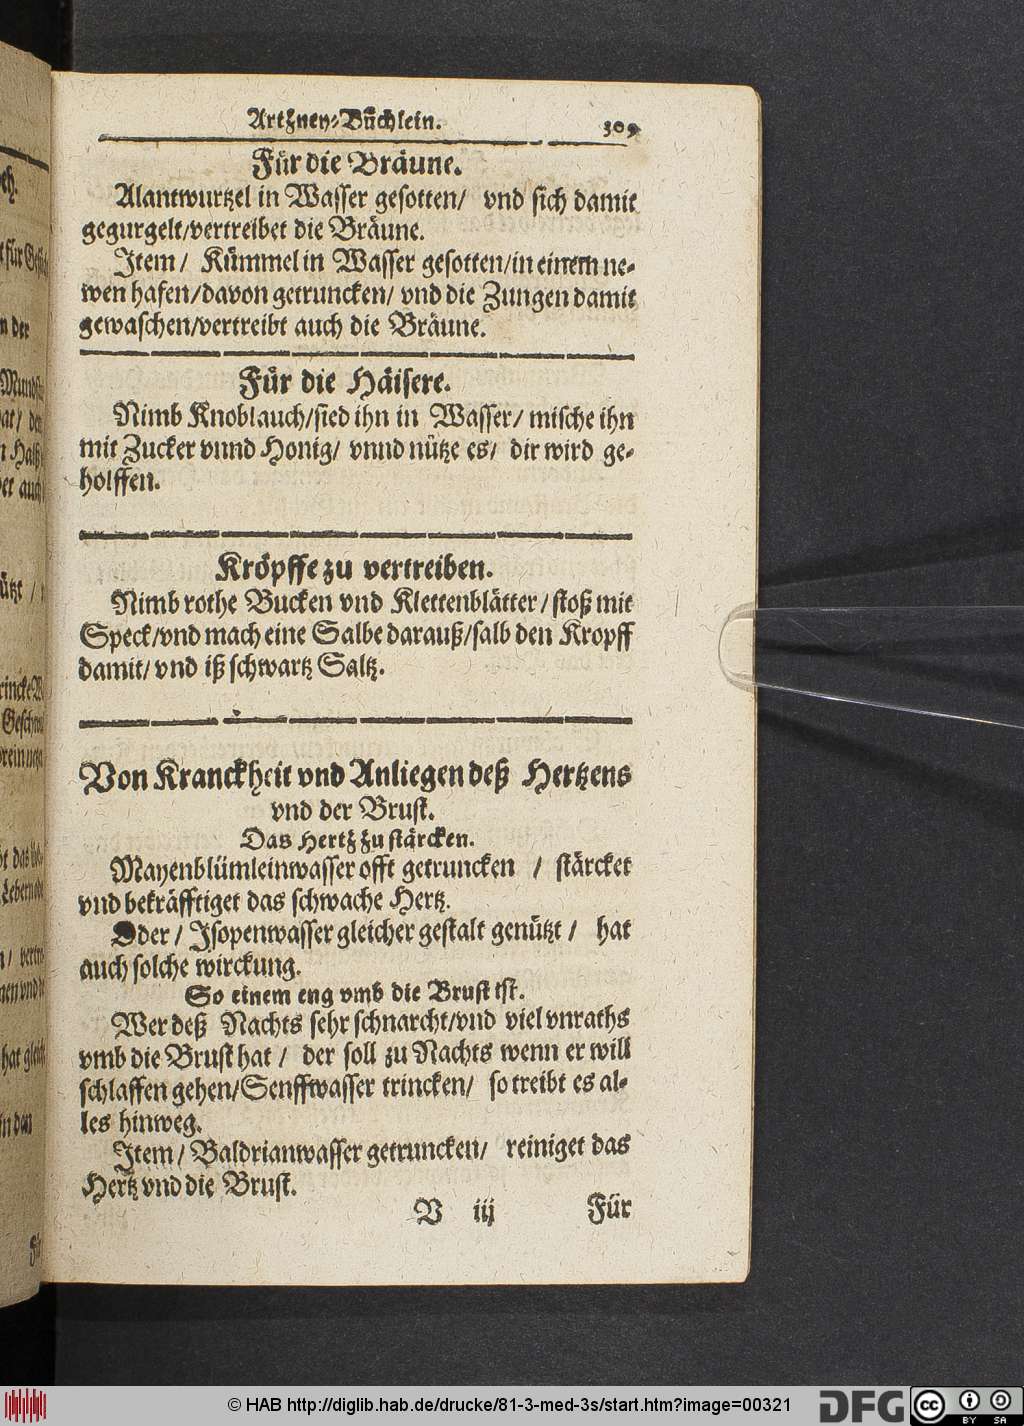 Artzney-Büchlein. 309
Für die Bräune.
Alantwurtzel in Wasser gesotten/ vnd sich damit
gegurgelt/vertreibet die Bräune.
Item/ Kümmel in Wasser gesotten/in einem ne-
wen hafen/davon getruncken/ vnd die Zungen damit
gewaschen/vertreibt auch die Bräune.
Für die Häisere.
Nimb Knoblauch/sied ihn in Wasser/ mische ihn
mit Zucker vnnd Honig/ vnnd nütze es/ dir wird ge-
holffen.
Kröpffe zu vertreiben.
Nimb rothe Bucken vnd Klettenblätter/ stoß mit
Speck/vnd mach eine Salbe darauß/salb den Kropff
damit/ vnd iß schwartz Saltz.
Von Kranckheit vnd Anliegen deß Hertzens
vnd der Brust.
Das Hertz zu stärcken.
Mayenblümleinwasser offt getruncken / stärcket
vnd bekräfftiget das schwache Hertz.
Oder/ Isopenwasser gleicher gestalt genützt / hat
auch solche wirckung.
So einem eng vmb die Brust ist.
Wer deß Nachts sehr schnarcht/vnd viel vnraths
vmb die Brust hat / der soll zu Nachts wenn er will
schlaffen gehen/Senffwasser trincken/ so treibt es al-
les hinweg.
Item/ Baldrianwasser getruncken/ reiniget das
Hertz vnd die Brust.
V iij Für
© HAB http://diglib.hab.de/drucke/81-3-med-3s/start.htm?image=00321
DFG
cc BY SA